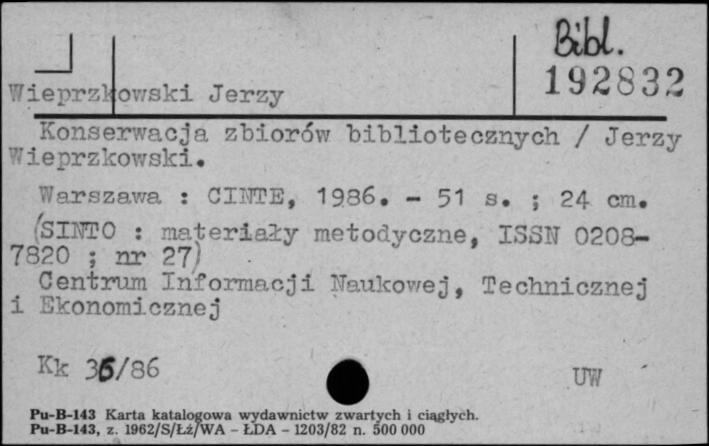 Bibl.
192832
Wieprzkowski Jerzy
Konserwacja zbiorów bibliotecznych / Jerzy
Wieprzkowski.
Warszawa : CINTE, 1986. - 51 s. ; 24 cm.
(SINTO : materiały metodyczne, ISSN 0208-
7820 ; nr 27)
Centrum Informacji Naukowej, Technicznej
i Ekonomicznej
Kk 36/86
UW
Pu-B-143 Karta katalogowa wydawnictw zwartych i ciągłych.
Pu-B-143, z. 1962/S/Łż/WA - ŁDA - 1203/82 n. 500 000